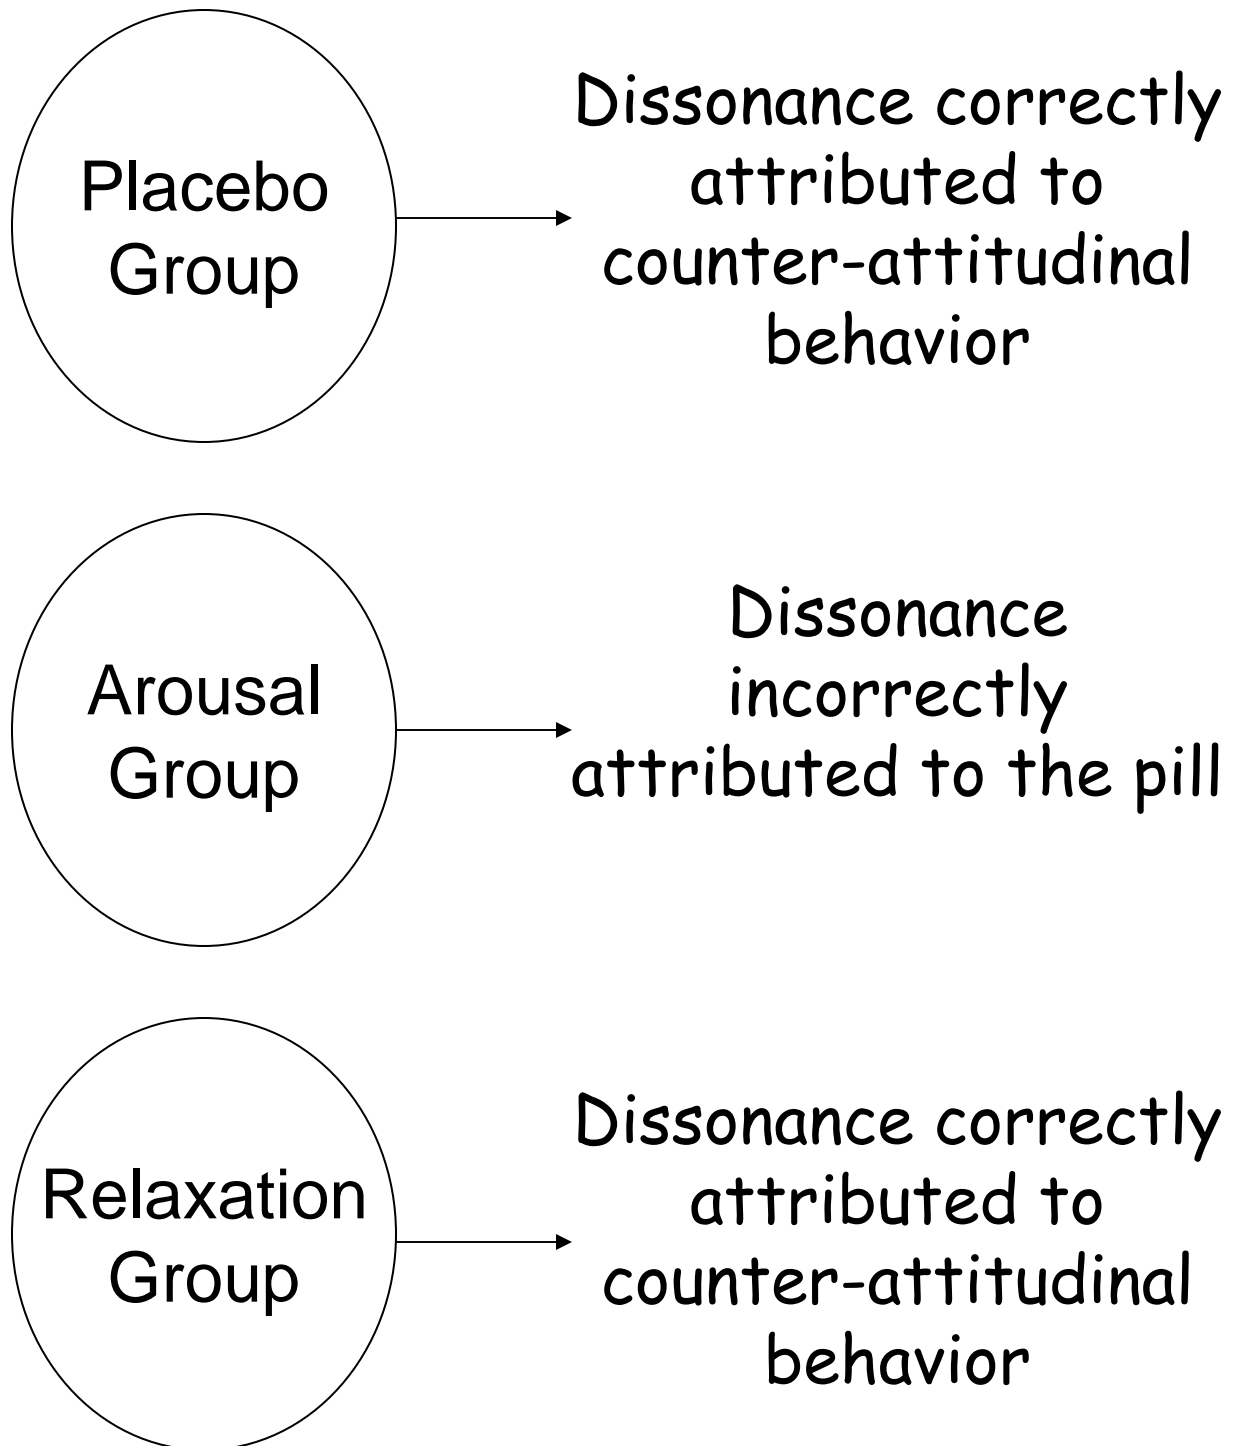 Placebo
Group
Dissonance correctly
attributed to
counter-attitudinal
behavior
Arousal
Group
Dissonance
incorrectly
attributed to the pill
Relaxation
Group
Dissonance correctly
attributed to
counter-attitudinal
behavior